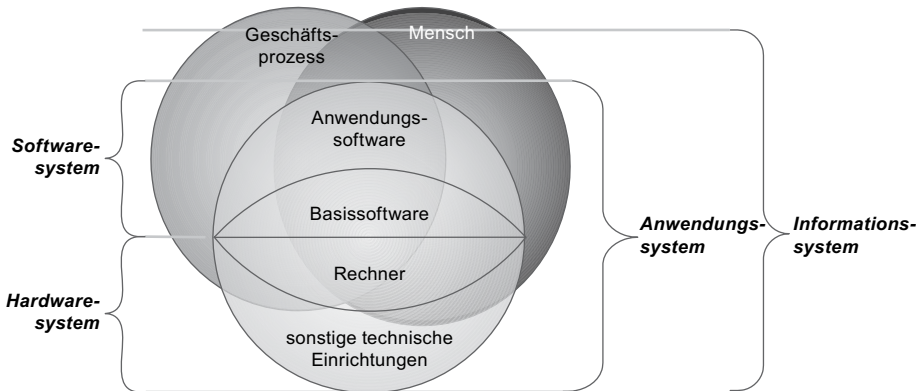 Geschäfts-
prozess
Mensch
Anwendungs-
software
Software-
system
Basissoftware
Anwendungs-
system
Informations-
system
Rechner
Hardware-
system
sonstige technische
Einrichtungen